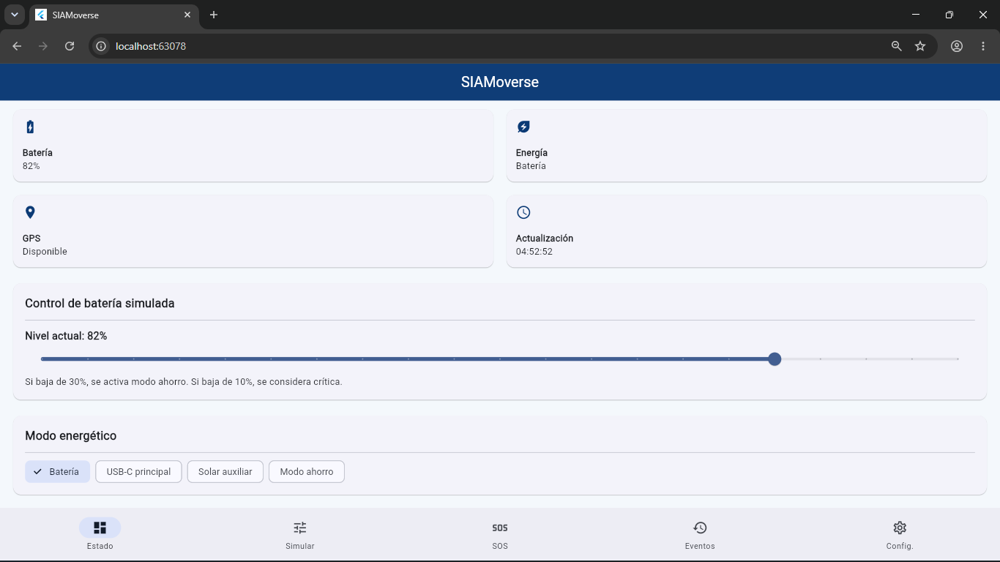 SIAMoverse
localhost:63078
SIAMoverse
Batería
82%
Energía
Batería
GPS
Disponible
Actualización
04:52:52
Control de batería simulada
Nivel actual: 82%
Si baja de 30%, se activa modo ahorro. Si baja de 10%, se considera crítica.
Modo energético
Batería
USB-C principal
Solar auxiliar
Modo ahorro
SOS
Estado
Simular
SOS
Eventos
Config.